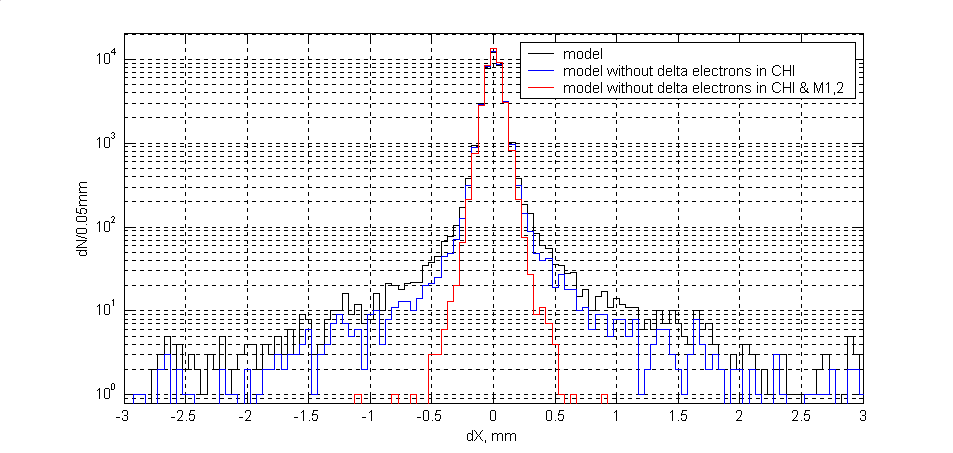 10^4
10^3
10^2
10^1
10^0
dN/0.05mm
model
model without delta electrons in CHI
model without delta electrons in CHI & M1,2
-3 -2.5 -2 -1.5 -1 -0.5 0 0.5 1 1.5 2 2.5 3
dX, mm